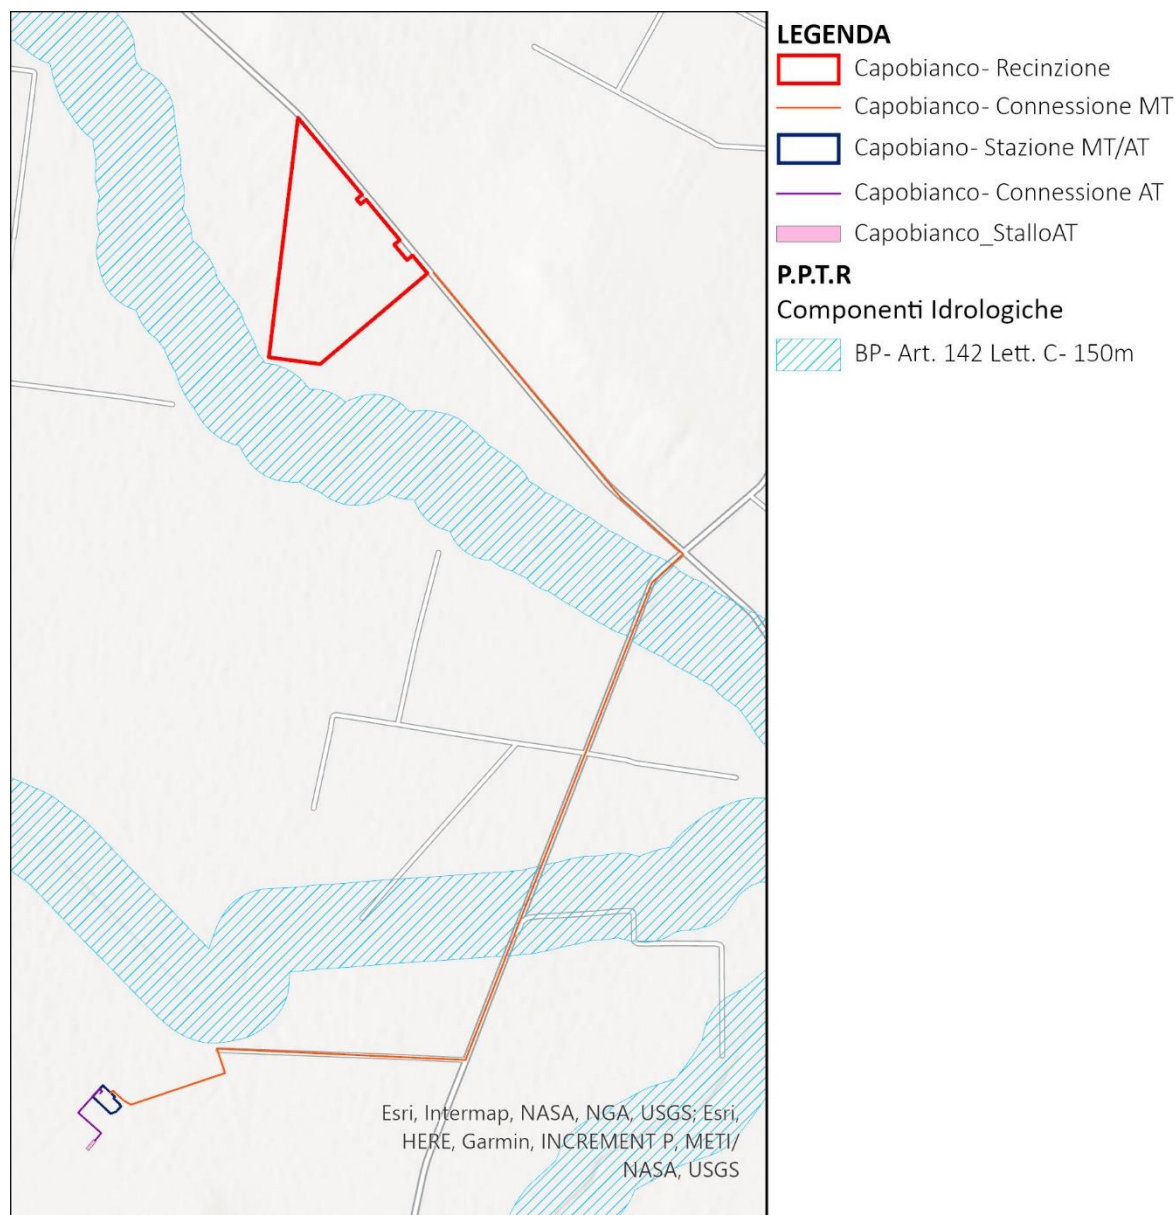 LEGENDA
Capobianco- Recinzione
Capobianco- Connessione MT
Capobiano- Stazione MT/AT
Capobianco- Connessione AT
Capobianco_StalloAT
P.P.T.R
Componenti Idrologiche
BP- Art. 142 Lett. C- 150m
Esri, Intermap, NASA, NGA, USGS; Esri,
HERE, Garmin, INCREMENT P, METI/
NASA, USGS